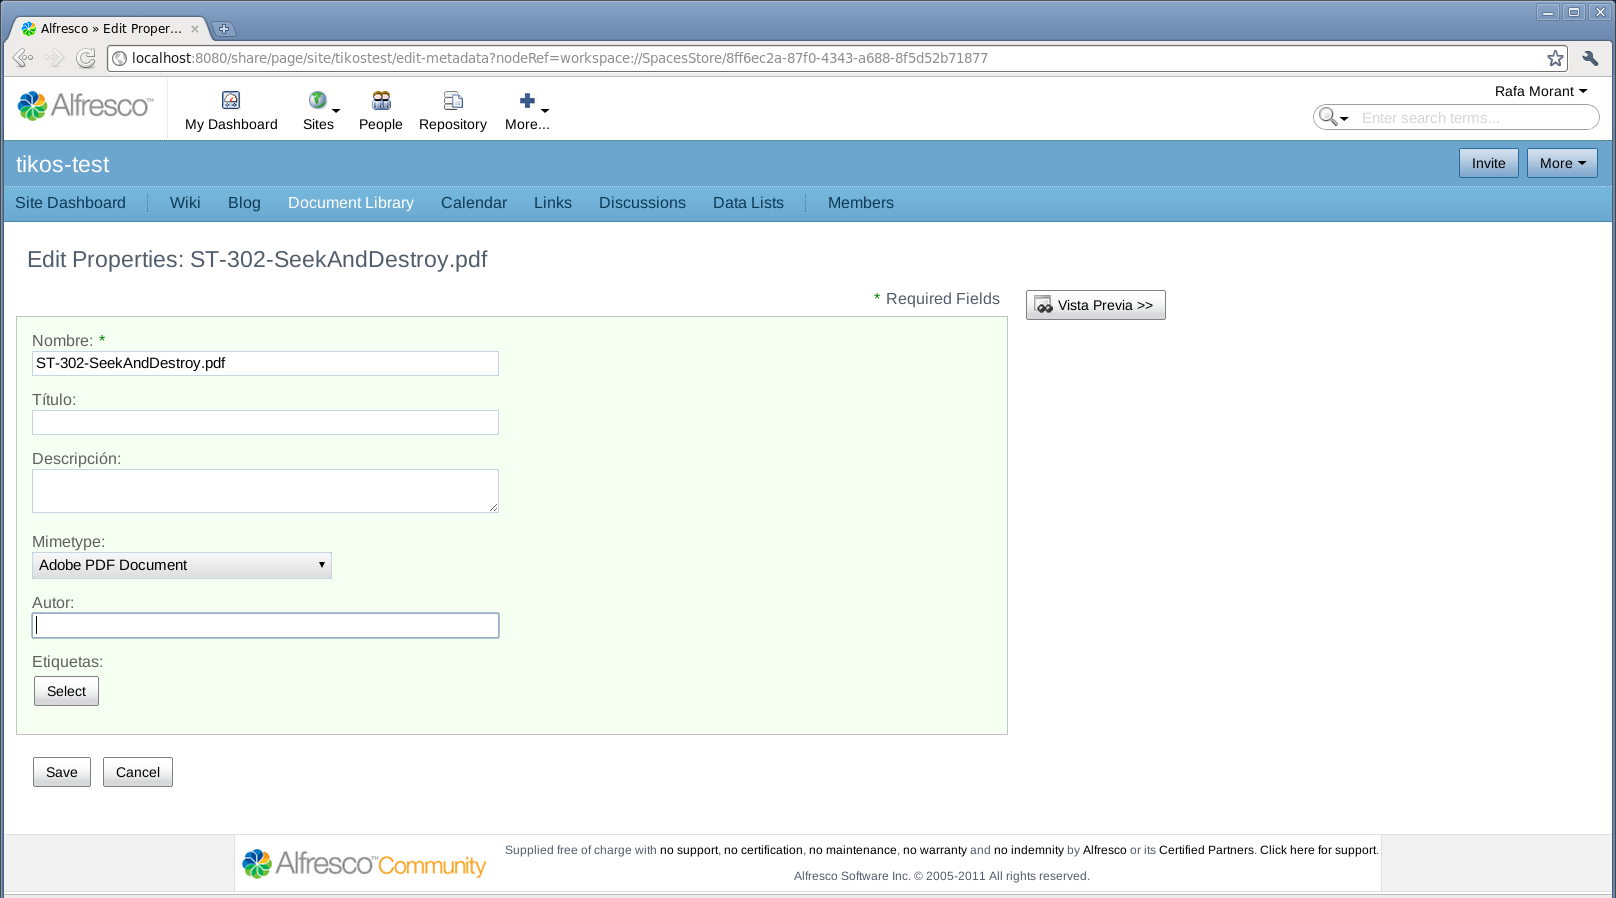 Alfresco » Edit Proper... ×
localhost:8080/share/page/site/tikostest/edit-metadata?nodeRef=workspace://SpacesStore/8ff6ec2a-87f0-4343-a688-8f5d52b71877
Alfresco™
My Dashboard Sites People Repository More...
Rafa Morant
Enter search terms...
tikos-test
Invite More
Site Dashboard Wiki Blog Document Library Calendar Links Discussions Data Lists Members
Edit Properties: ST-302-SeekAndDestroy.pdf
* Required Fields
Vista Previa >>
Nombre: *
ST-302-SeekAndDestroy.pdf
Título:
Descripción:
Mimetype:
Adobe PDF Document
Autor:
Etiquetas:
Select
Save Cancel
Alfresco™ Community
Supplied free of charge with no support, no certification, no maintenance, no warranty and no indemnity by Alfresco or its Certified Partners. Click here for support.
Alfresco Software Inc. © 2005-2011 All rights reserved.